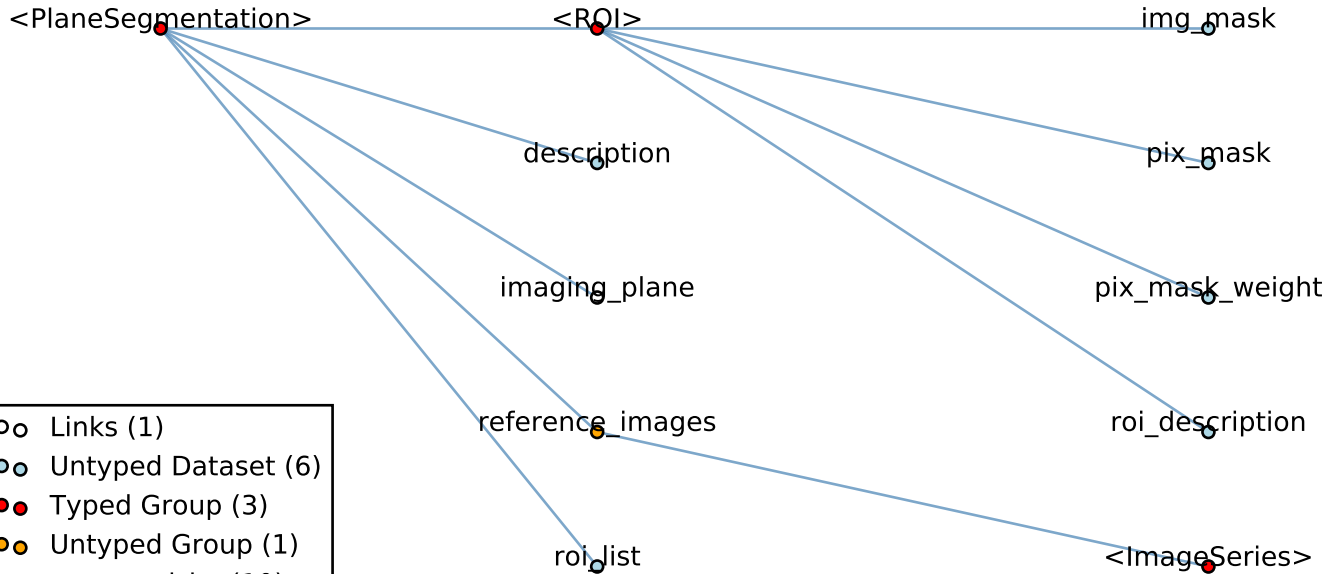 <PlaneSegmentation> <ROI> img_mask
description pix_mask
imaging_plane pix_mask_weight
reference_images roi_description
roi_list <ImageSeries>
Links (1)
Untyped Dataset (6)
Typed Group (3)
Untyped Group (1)